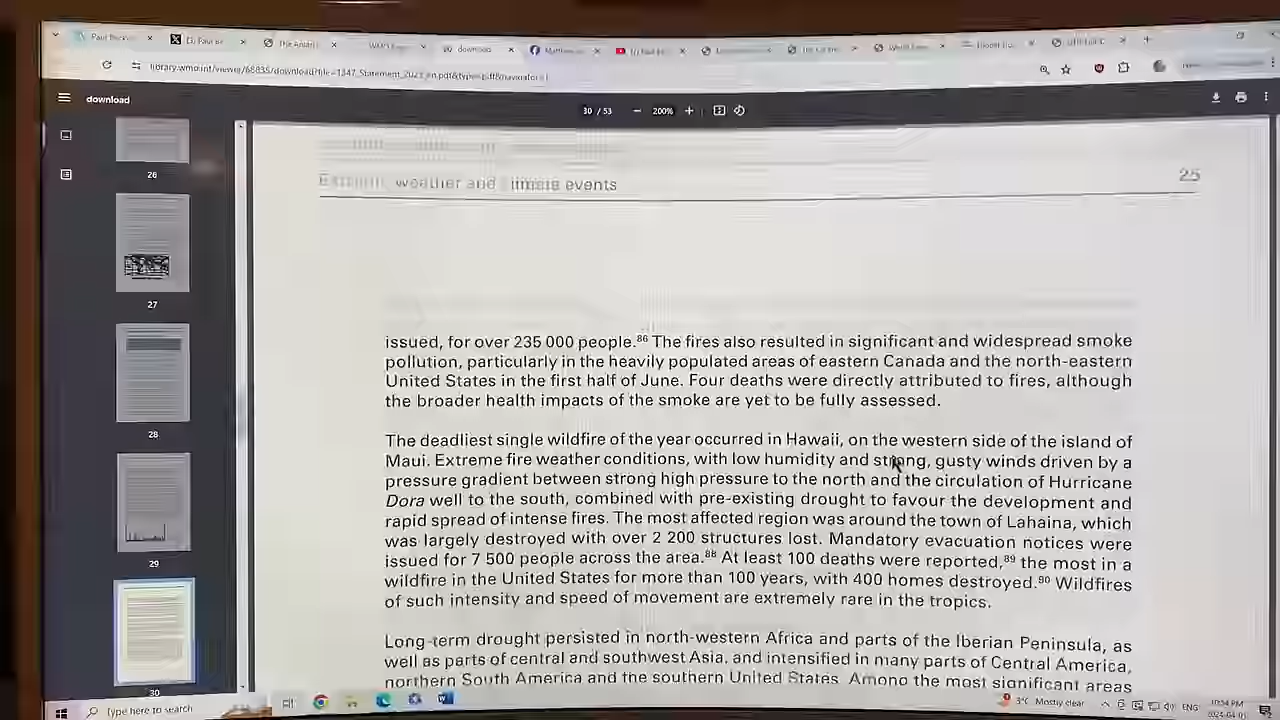 download
30 / 53
200%
26
weather and
events
25
27
issued, for over 235 000 people.86 The fires also resulted in significant and widespread smoke
pollution, particularly in the heavily populated areas of eastern Canada and the north-eastern
United States in the first half of June. Four deaths were directly attributed to fires, although
the broader health impacts of the smoke are yet to be fully assessed.
28
The deadliest single wildfire of the year occurred in Hawaii, on the western side of the island of
Maui. Extreme fire weather conditions, with low humidity and strong, gusty winds driven by a
pressure gradient between strong high pressure to the north and the circulation of Hurricane
Dora well to the south, combined with pre-existing drought to favour the development and
rapid spread of intense fires. The most affected region was around the town of Lahaina, which
was largely destroyed with over 2 200 structures lost. Mandatory evacuation notices were
issued for 7 500 people across the area.88 At least 100 deaths were reported,89 the most in a
wildfire in the United States for more than 100 years, with 400 homes destroyed.90 Wildfires
of such intensity and speed of movement are extremely rare in the tropics.
29
Long-term drought persisted in north-western Africa and parts of the Iberian Peninsula, as
well as parts of central and southwest Asia, and intensified in many parts of Central America,
northern South America and the southern United States. Among the most significant areas
30
Type here to search
3°C Mostly clear
ENG
10:54 PM